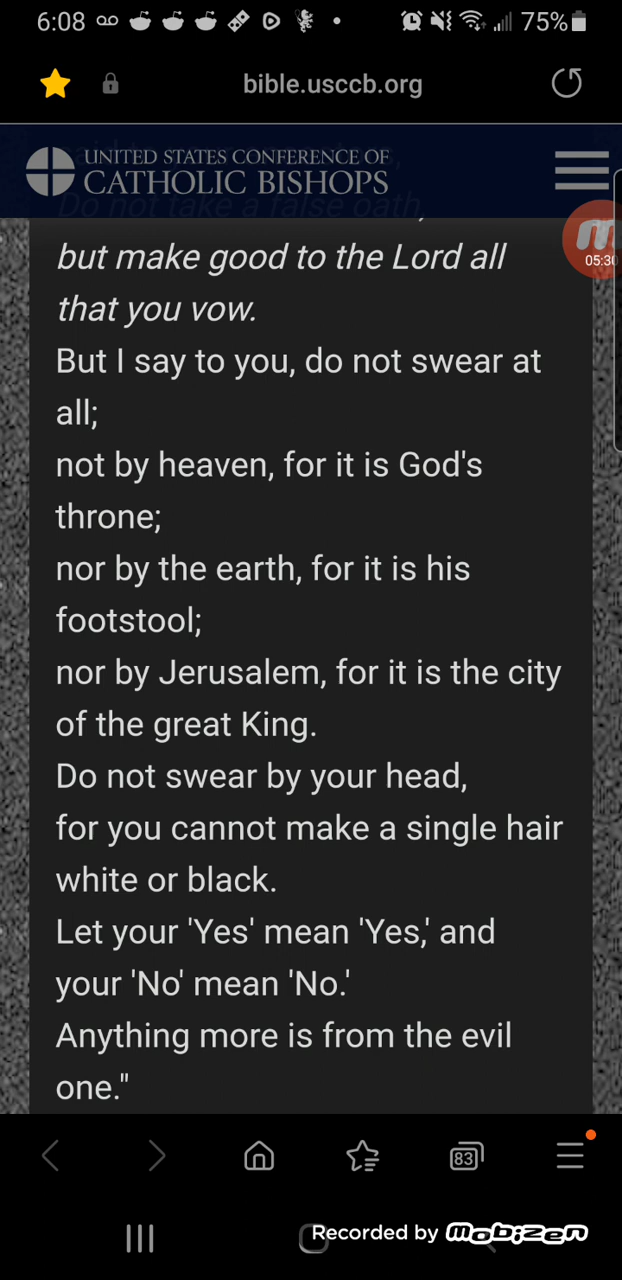 6:08
75%
bible.usccb.org
UNITED STATES CONFERENCE OF
CATHOLIC BISHOPS
Do not take a false oath,
05:30
but make good to the Lord all
that you vow.
But I say to you, do not swear at
all;
not by heaven, for it is God's
throne;
nor by the earth, for it is his
footstool;
nor by Jerusalem, for it is the city
of the great King.
Do not swear by your head,
for you cannot make a single hair
white or black.
Let your 'Yes' mean 'Yes,' and
your 'No' mean 'No.'
Anything more is from the evil
one."
83
Recorded by mobizen